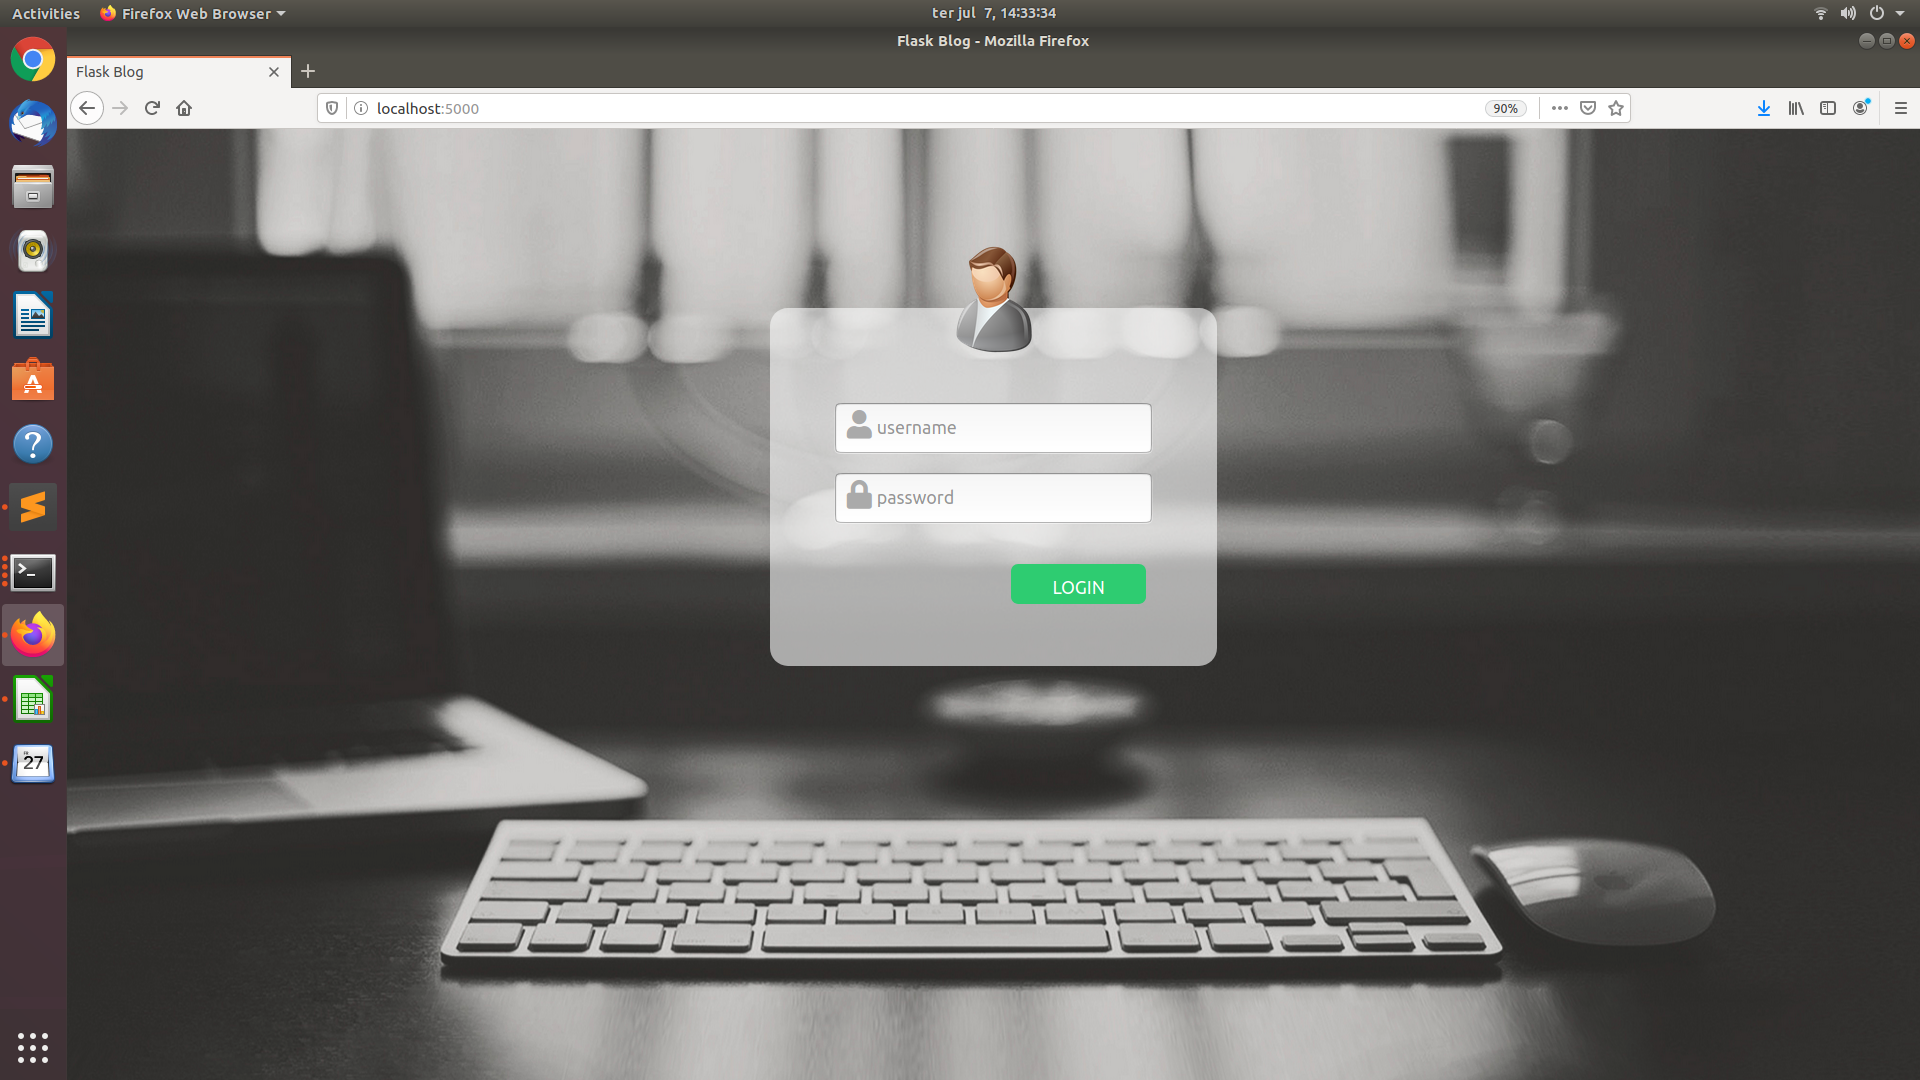 Activities
Firefox Web Browser
ter jul 7, 14:33:34
Flask Blog - Mozilla Firefox
Flask Blog
localhost:5000
90%
username
password
LOGIN
27